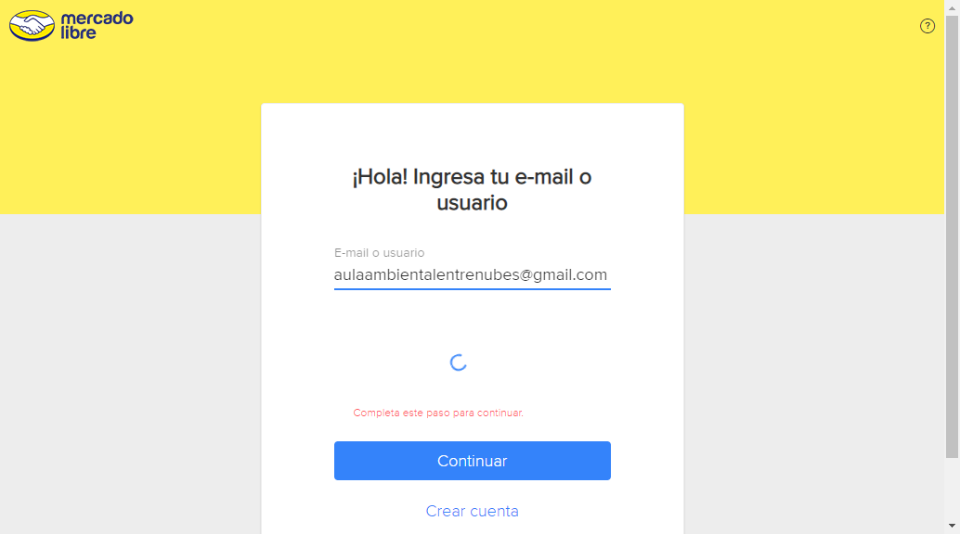 mercado
libre
?
¡Hola! Ingresa tu e-mail o
usuario
E-mail o usuario
aulaambientalentrenubes@gmail.com
Completa este paso para continuar.
Continuar
Crear cuenta